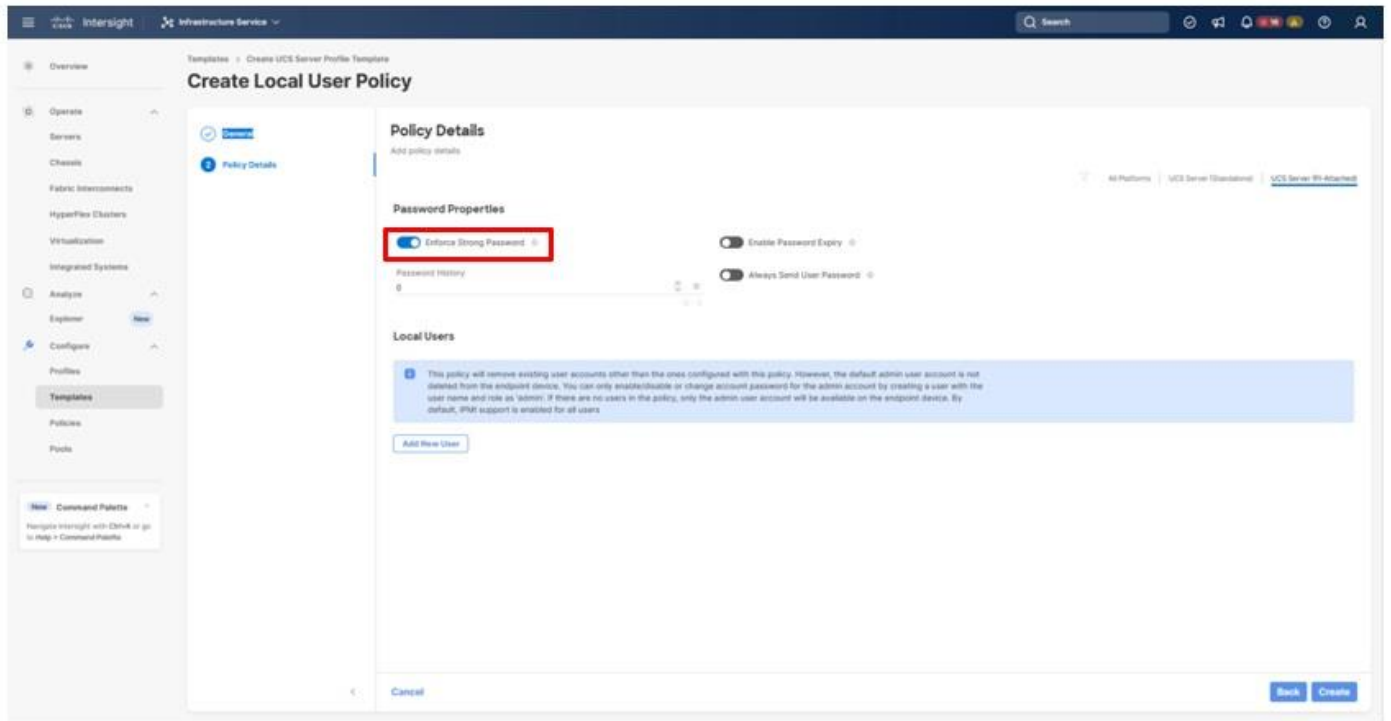 CISCO Intersight
Infrastructure Service
Search
Overview
Operate
Servers
Chassis
Fabric Interconnects
HyperFlex Clusters
Virtualization
Integrated Systems
Analyze
Explorer New
Configure
Profiles
Templates
Policies
Pools
New Command Palette
Navigate Intersight with Ctrl+K or go
to Help > Command Palette
Templates > Create UCS Server Profile Template
Create Local User Policy
General
2 Policy Details
Policy Details
Add policy details
All Platforms | UCS Server (Standalone) | UCS Server (FI-Attached)
Password Properties
Enforce Strong Password
Enable Password Expiry
Password History
Always Send User Password
Local Users
This policy will remove existing user accounts other than the ones configured with this policy. However, the default admin user account is not
deleted from the endpoint device. You can only enable/disable or change account password for the admin account by creating a user with the
user name and role as 'admin'. If there are no users in the policy, only the admin user account will be available on the endpoint device. By
default, IPMI support is enabled for all users
Add New User
Cancel
Back
Create